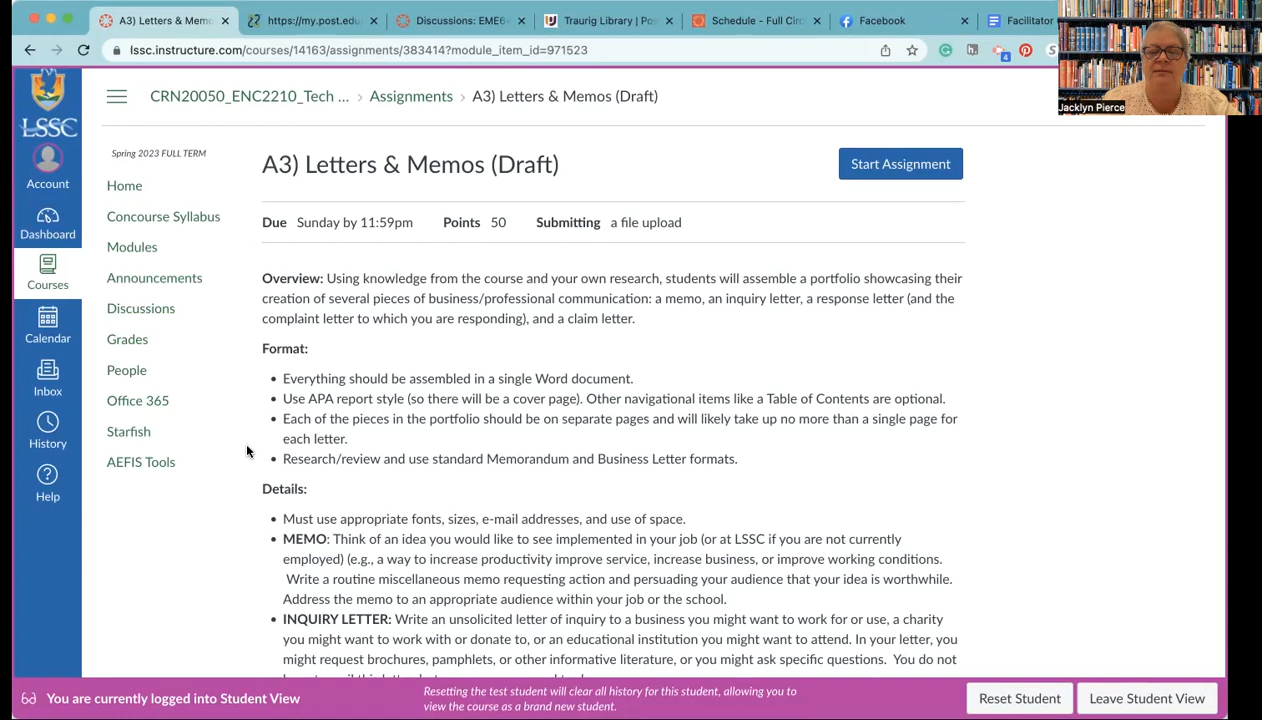 A3) Letters & Memo
https://my.post.edu
Discussions: EME6
Traurig Library | Po
Schedule - Full Circ
Facebook
Facilitator
lssc.instructure.com/courses/14163/assignments/383414?module_item_id=971523
Jacklyn Pierce
LSSC
Account
Dashboard
Courses
Calendar
Inbox
History
Help
CRN20050_ENC2210_Tech ... › Assignments › A3) Letters & Memos (Draft)
Spring 2023 FULL TERM
Home
Concourse Syllabus
Modules
Announcements
Discussions
Grades
People
Office 365
Starfish
AEFIS Tools
A3) Letters & Memos (Draft)
Start Assignment
Due Sunday by 11:59pm Points 50 Submitting a file upload
Overview: Using knowledge from the course and your own research, students will assemble a portfolio showcasing their
creation of several pieces of business/professional communication: a memo, an inquiry letter, a response letter (and the
complaint letter to which you are responding), and a claim letter.
Format:
• Everything should be assembled in a single Word document.
• Use APA report style (so there will be a cover page). Other navigational items like a Table of Contents are optional.
• Each of the pieces in the portfolio should be on separate pages and will likely take up no more than a single page for
each letter.
• Research/review and use standard Memorandum and Business Letter formats.
Details:
• Must use appropriate fonts, sizes, e-mail addresses, and use of space.
• MEMO: Think of an idea you would like to see implemented in your job (or at LSSC if you are not currently
employed) (e.g., a way to increase productivity improve service, increase business, or improve working conditions.
Write a routine miscellaneous memo requesting action and persuading your audience that your idea is worthwhile.
Address the memo to an appropriate audience within your job or the school.
• INQUIRY LETTER: Write an unsolicited letter of inquiry to a business you might want to work for or use, a charity
you might want to work with or donate to, or an educational institution you might want to attend. In your letter, you
might request brochures, pamphlets, or other informative literature, or you might ask specific questions. You do not
You are currently logged into Student View
Resetting the test student will clear all history for this student, allowing you to
view the course as a brand new student.
Reset Student
Leave Student View